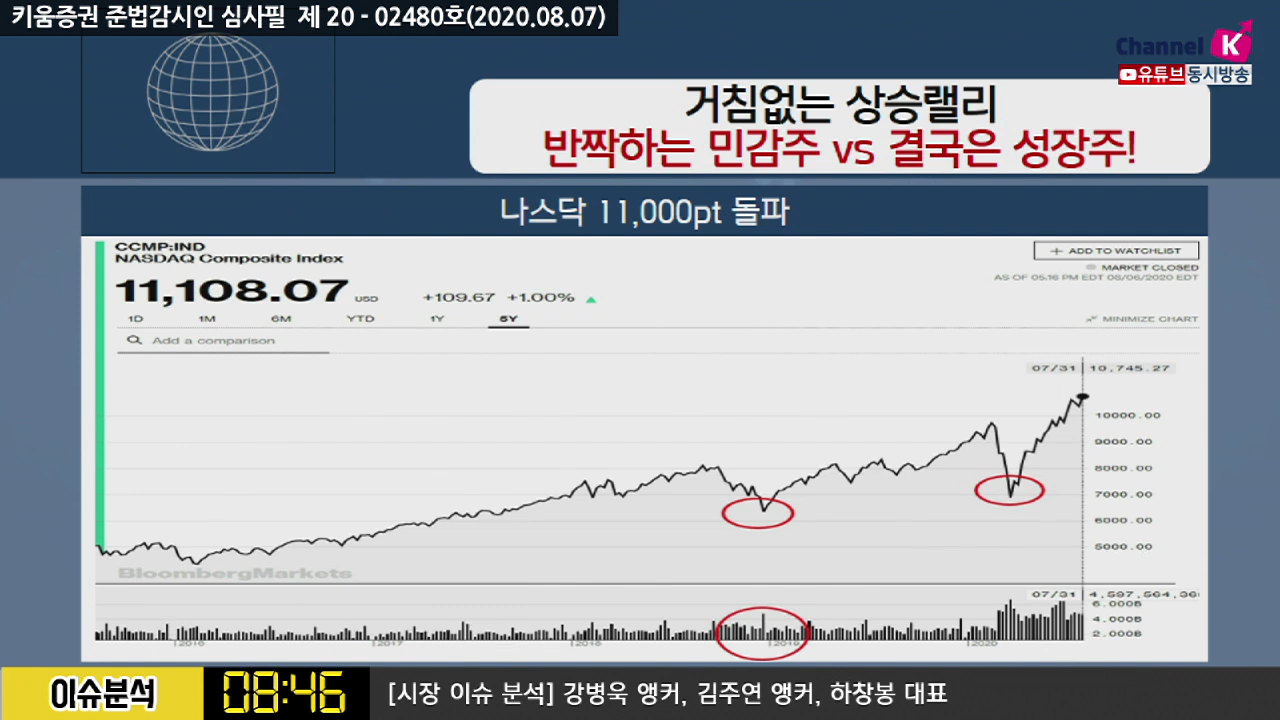 키움증권 준법감시인 심사필 제 20 - 02480호(2020.08.07)
Channel K
유튜브동시방송
거침없는 상승랠리
반짝하는 민감주 vs 결국은 성장주!
나스닥 11,000pt 돌파
CCMP:IND
NASDAQ Composite Index
+ ADD TO WATCHLIST
MARKET CLOSED
AS OF 05:16 PM EDT 08/06/2020 EDT
11,108.07 USD +109.67 +1.00%
1D 1M 6M YTD 1Y 5Y
MINIMIZE CHART
Add a comparison
07/31 10,745.27
10000.00
9000.00
8000.00
7000.00
6000.00
5000.00
BloombergMarkets
07/31 4,597,564,36
6.000B
4.000B
2.000B
2016 2017 2018 2019 2020
이슈분석
08:46
[시장 이슈 분석] 강병욱 앵커, 김주연 앵커, 하창봉 대표